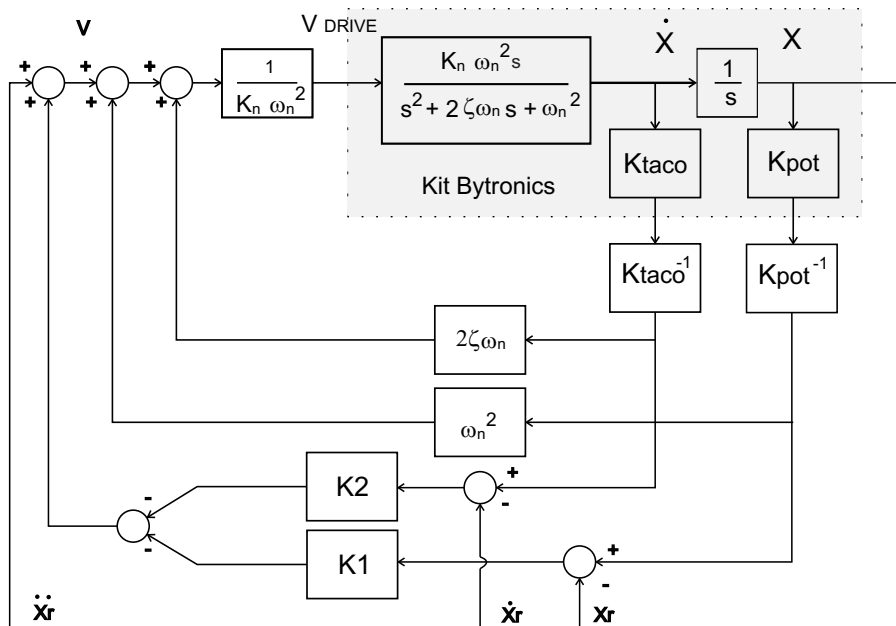 V
V DRIVE
Ẋ
X
+
+
+
+
+
+
1
Kₙ ωₙ²
Kₙ ωₙ² s
s² + 2 ζωₙ s + ωₙ²
1
s
Ktaco
Kpot
Kit Bytronics
Ktaco⁻¹
Kpot⁻¹
2ζωₙ
ωₙ²
K2
+
-
-
K1
-
+
-
ẍr
ẋr
xr